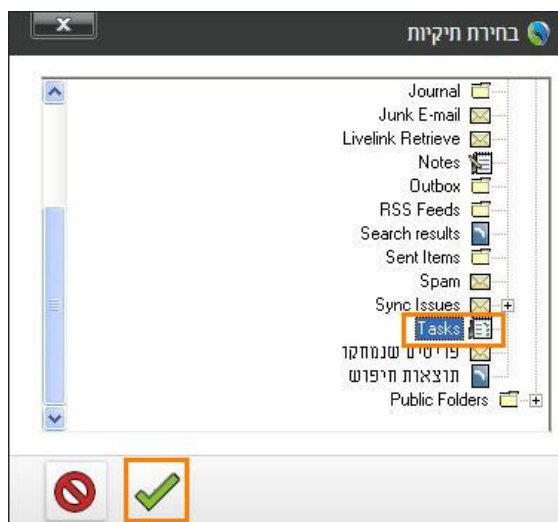 בחירת תיקיות
Journal
Junk E-mail
Livelink Retrieve
Notes
Outbox
RSS Feeds
Search results
Sent Items
Spam
Sync Issues
Tasks
פריטים שנמחקו
תוצאות חיפוש
Public Folders